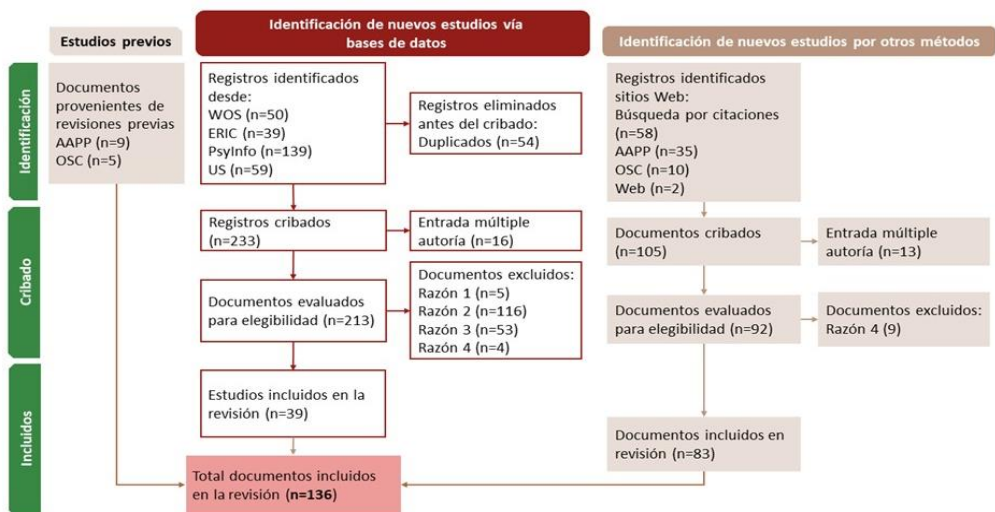 Estudios previos
Documentos
provenientes de
revisiones previas
AAPP (n=9)
OSC (n=5)
Identificación de nuevos estudios vía
bases de datos
Registros identificados
desde:
WOS (n=50)
ERIC (n=39)
PsyInfo (n=139)
US (n=59)
Registros eliminados
antes del cribado:
Duplicados (n=54)
Identificación de nuevos estudios por otros métodos
Registros identificados
sitios Web:
Búsqueda por citaciones
(n=58)
AAPP (n=35)
OSC (n=10)
Web (n=2)
Identificación
Registros cribados
(n=233)
Entrada múltiple
autoría (n=16)
Documentos evaluados
para elegibilidad (n=213)
Documentos excluidos:
Razón 1 (n=5)
Razón 2 (n=116)
Razón 3 (n=53)
Razón 4 (n=4)
Documentos cribados
(n=105)
Entrada múltiple
autoría (n=13)
Documentos evaluados
para elegibilidad (n=92)
Documentos excluidos:
Razón 4 (9)
Cribado
Estudios incluidos en la
revisión (n=39)
Documentos incluidos en
revisión (n=83)
Total documentos incluidos
en la revisión (n=136)
Incluidos